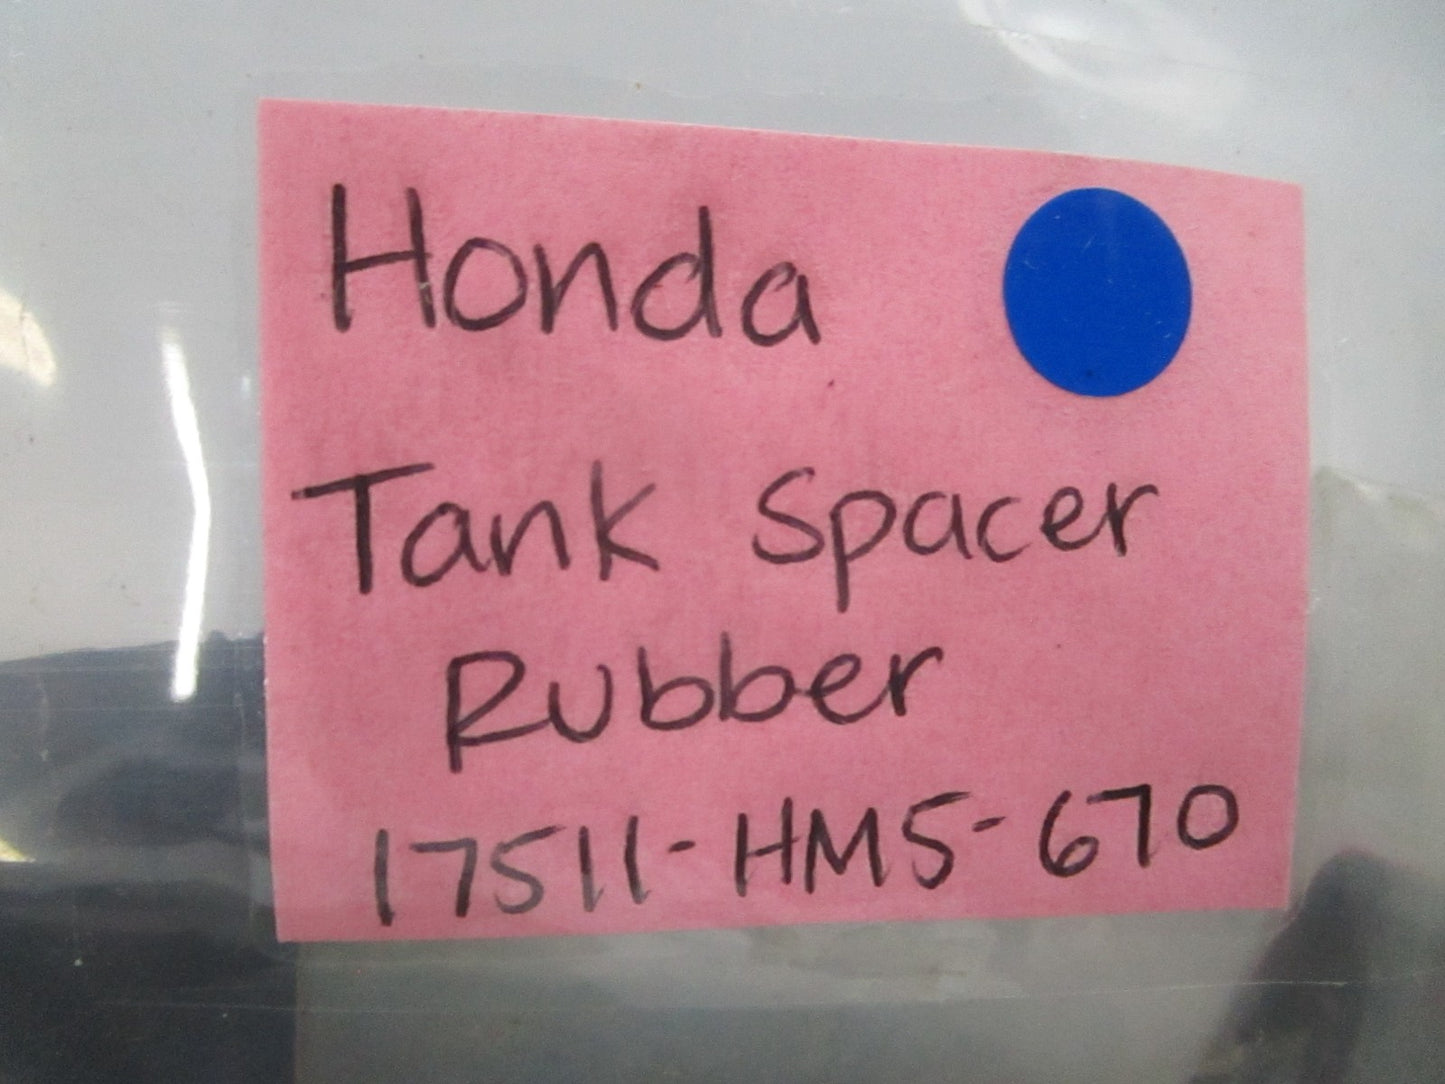 Honda
Tank Spacer
Rubber
17511-HM5-670